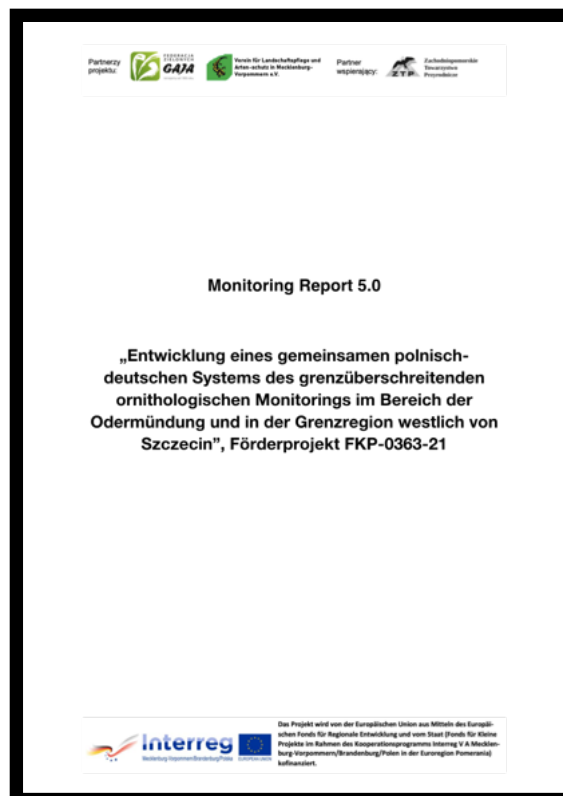 Partnerzy
projektu:
FEDERACJA
ZIELONYCH
GAJA
Verein für Landschaftpflege und
Arten-schutz in Mecklenburg-
Vorpommern e.V.
Partner
wspierający:
ZTP
Zachodniopomorskie
Towarzystwo
Przyrodnicze
Monitoring Report 5.0
„Entwicklung eines gemeinsamen polnisch-
deutschen Systems des grenzüberschreitenden
ornithologischen Monitorings im Bereich der
Odermündung und in der Grenzregion westlich von
Szczecin”, Förderprojekt FKP-0363-21
Interreg
Mecklenburg-Vorpommern/Brandenburg/Polska
EUROPEAN UNION
Das Projekt wird von der Europäischen Union aus Mitteln des Europäi-
schen Fonds für Regionale Entwicklung und vom Staat (Fonds für Kleine
Projekte im Rahmen des Kooperationsprogramms Interreg V A Mecklen-
burg-Vorpommern/Brandenburg/Polen in der Euroregion Pomerania)
kofinanziert.